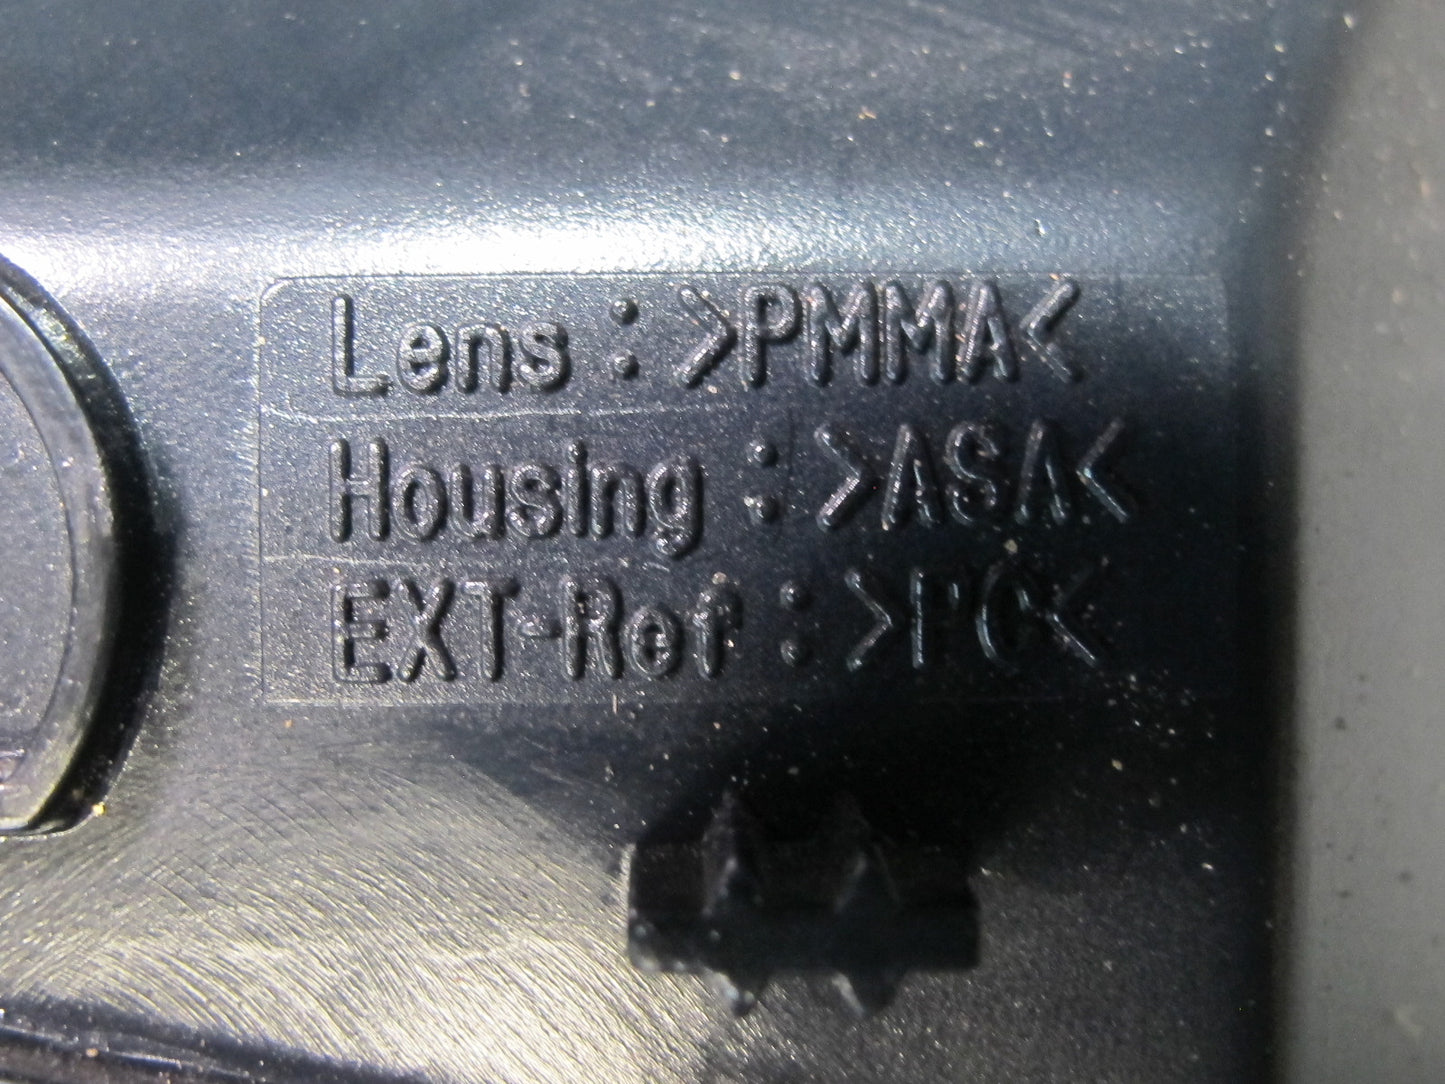 Lens : >PMMA<
Housing : >ASA<
EXT-Ref : >PC<